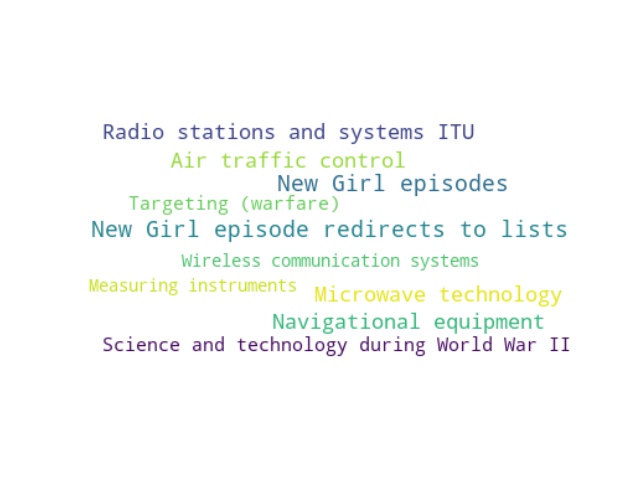 Radio stations and systems ITU
Air traffic control
New Girl episodes
Targeting (warfare)
New Girl episode redirects to lists
Wireless communication systems
Measuring instruments
Microwave technology
Navigational equipment
Science and technology during World War II